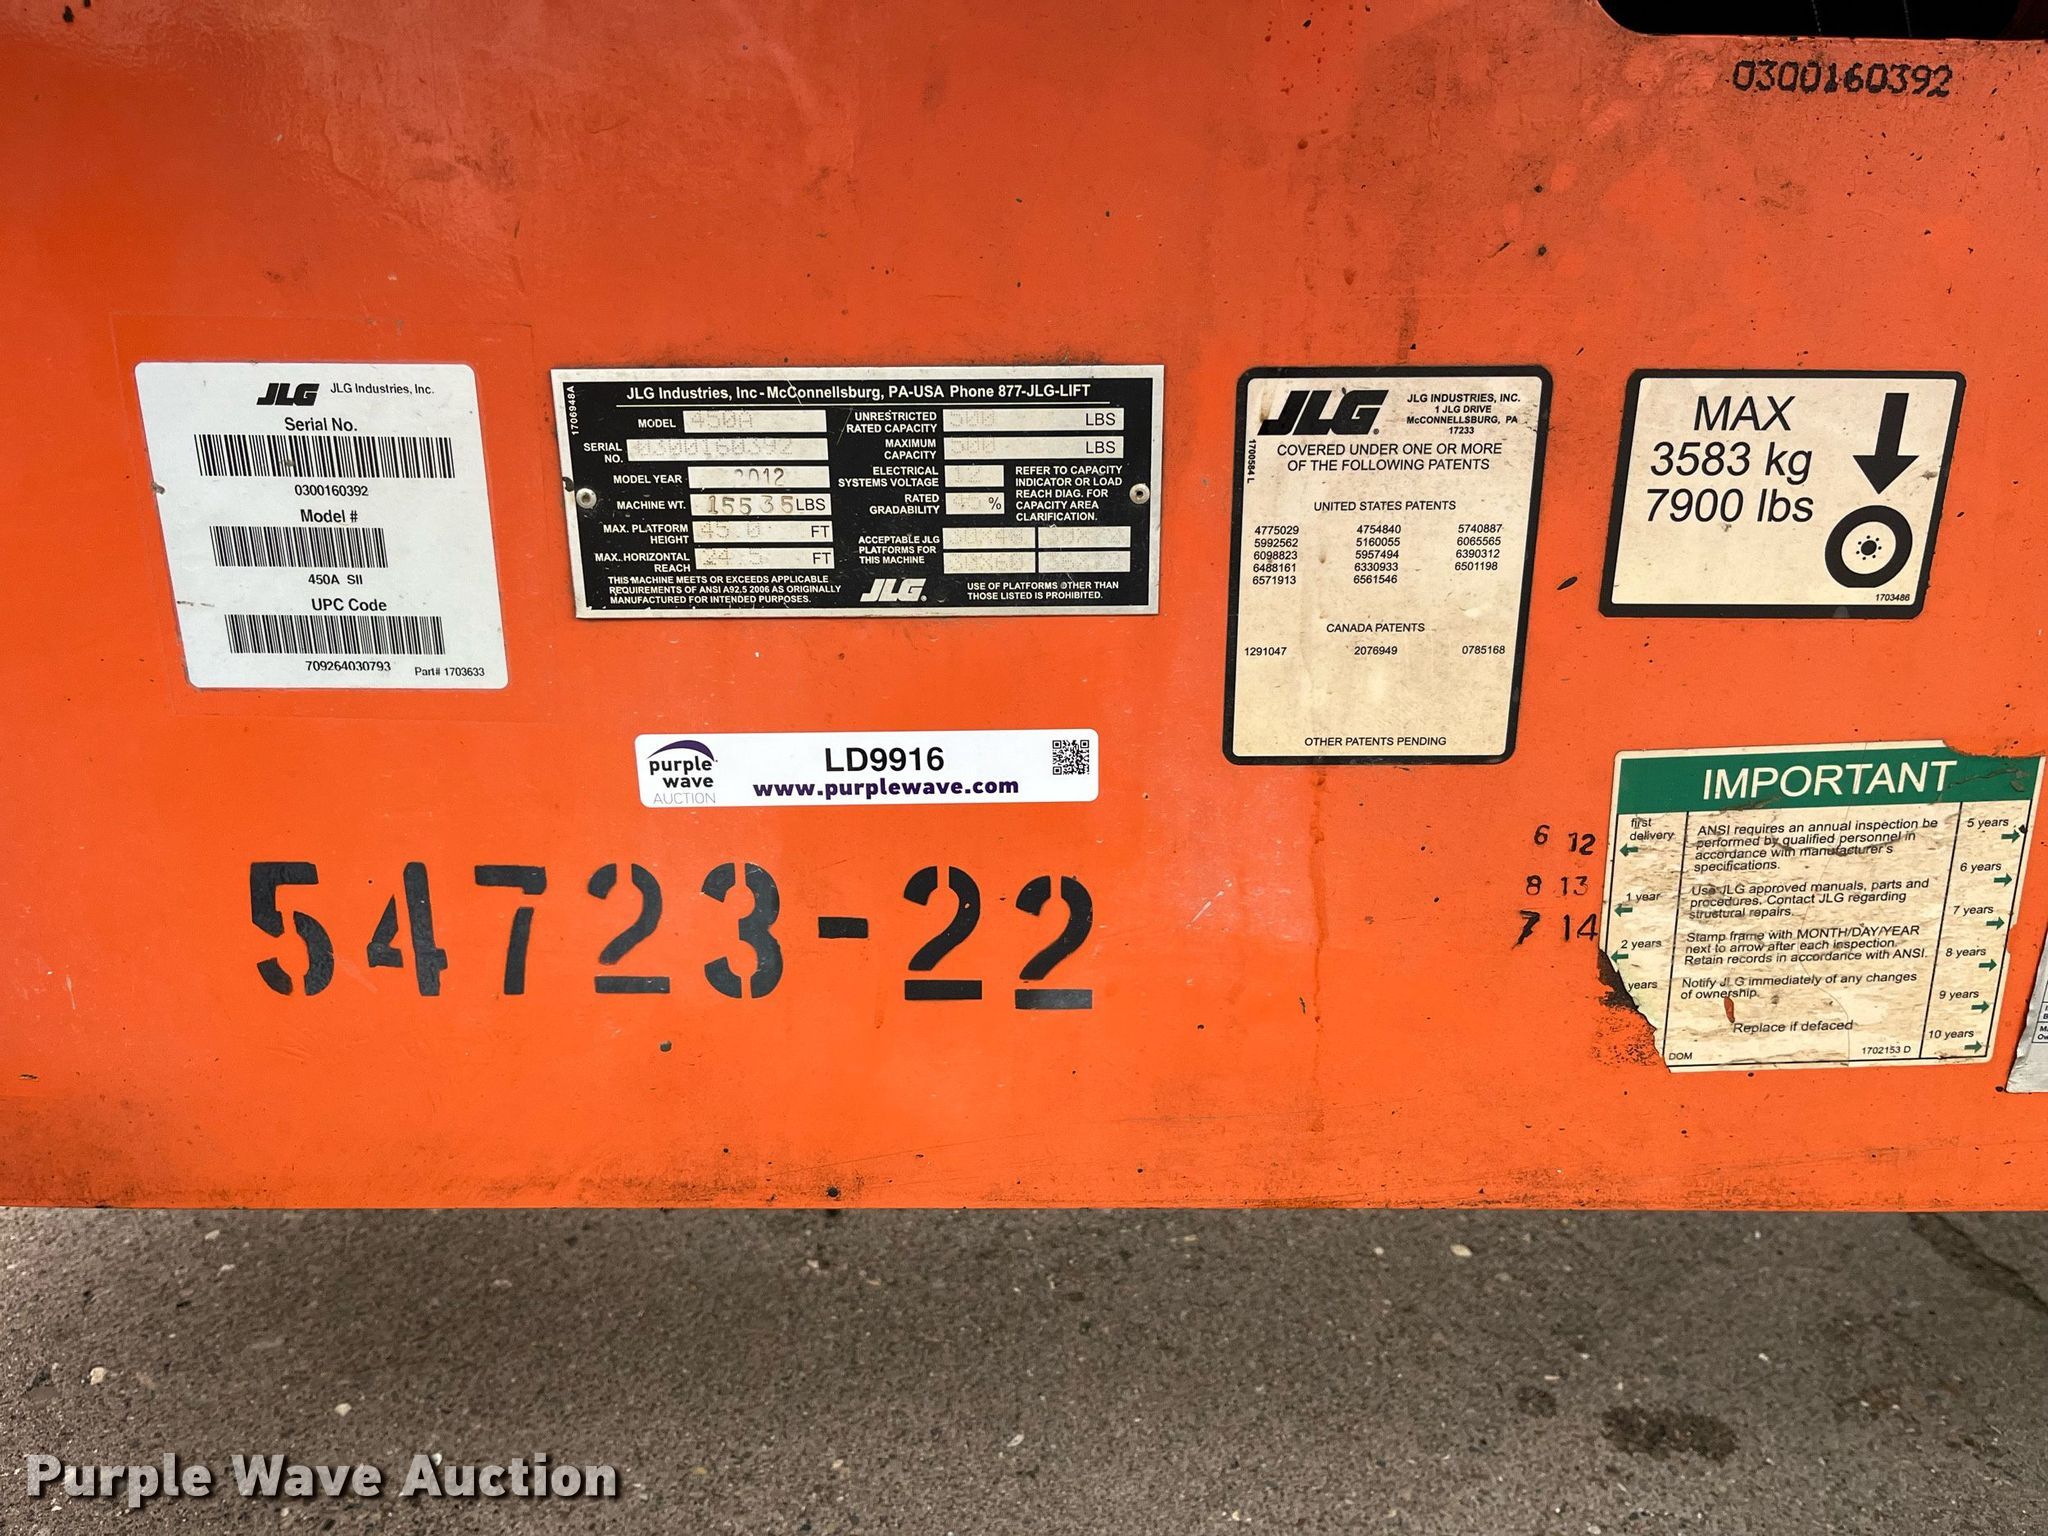 0300160392
JLG JLG Industries, Inc.
Serial No.
0300160392
Model #
450A SII
UPC Code
709264030793
Part# 1703633
1706948A
JLG Industries, Inc - McConnellsburg, PA-USA Phone 877-JLG-LIFT
MODEL 450A
SERIAL NO. 0300160392
MODEL YEAR 2012
MACHINE WT. 15535 LBS
MAX. PLATFORM HEIGHT 45.0 FT
MAX. HORIZONTAL REACH 24.5 FT
THIS MACHINE MEETS OR EXCEEDS APPLICABLE
REQUIREMENTS OF ANSI A92.5 2006 AS ORIGINALLY
MANUFACTURED FOR INTENDED PURPOSES.
UNRESTRICTED RATED CAPACITY 500 LBS
MAXIMUM CAPACITY 500 LBS
ELECTRICAL SYSTEMS VOLTAGE 12
RATED GRADABILITY 45 %
REFER TO CAPACITY
INDICATOR OR LOAD
REACH DIAG. FOR
CAPACITY AREA
CLARIFICATION.
ACCEPTABLE JLG
PLATFORMS FOR
THIS MACHINE
JLG.
USE OF PLATFORMS OTHER THAN
THOSE LISTED IS PROHIBITED.
JLG
JLG INDUSTRIES, INC.
1 JLG DRIVE
McCONNELLSBURG, PA
17233
1700584 L
COVERED UNDER ONE OR MORE
OF THE FOLLOWING PATENTS
UNITED STATES PATENTS
4775029 4754840 5740887
5992562 5160055 6065565
6098823 5957494 6390312
6488161 6330933 6501198
6571913 6561546
CANADA PATENTS
1291047 2076949 0785168
OTHER PATENTS PENDING
MAX
3583 kg
7900 lbs
1703486
purple wave AUCTION
LD9916
www.purplewave.com
54723-22
6 12
8 13
7 14
IMPORTANT
first delivery
1 year
2 years
years
ANSI requires an annual inspection be
performed by qualified personnel in
accordance with manufacturer's
specifications.
Use JLG approved manuals, parts and
procedures. Contact JLG regarding
structural repairs.
Stamp frame with MONTH/DAY/YEAR
next to arrow after each inspection.
Retain records in accordance with ANSI.
Notify JLG immediately of any changes
of ownership.
Replace if defaced
DOM 1702153 D
5 years
6 years
7 years
8 years
9 years
10 years
Purple Wave Auction